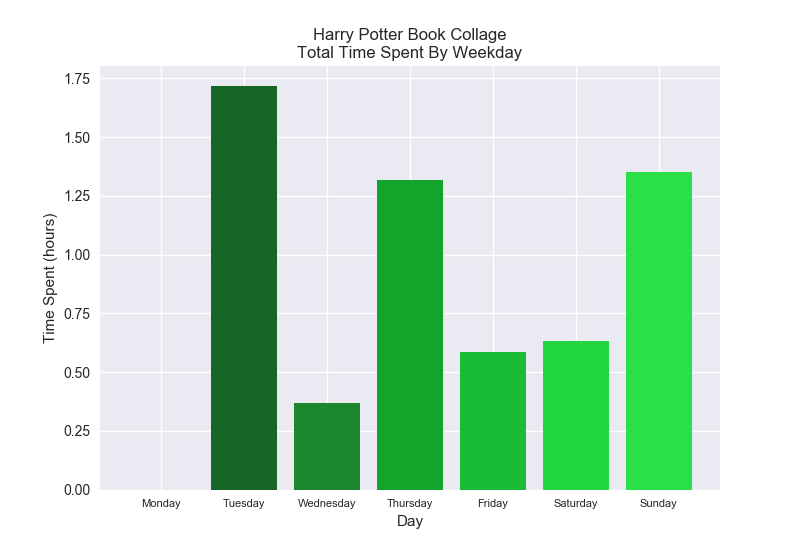 Harry Potter Book Collage
Total Time Spent By Weekday
Time Spent (hours)
1.75
1.50
1.25
1.00
0.75
0.50
0.25
0.00
Monday Tuesday Wednesday Thursday Friday Saturday Sunday
Day